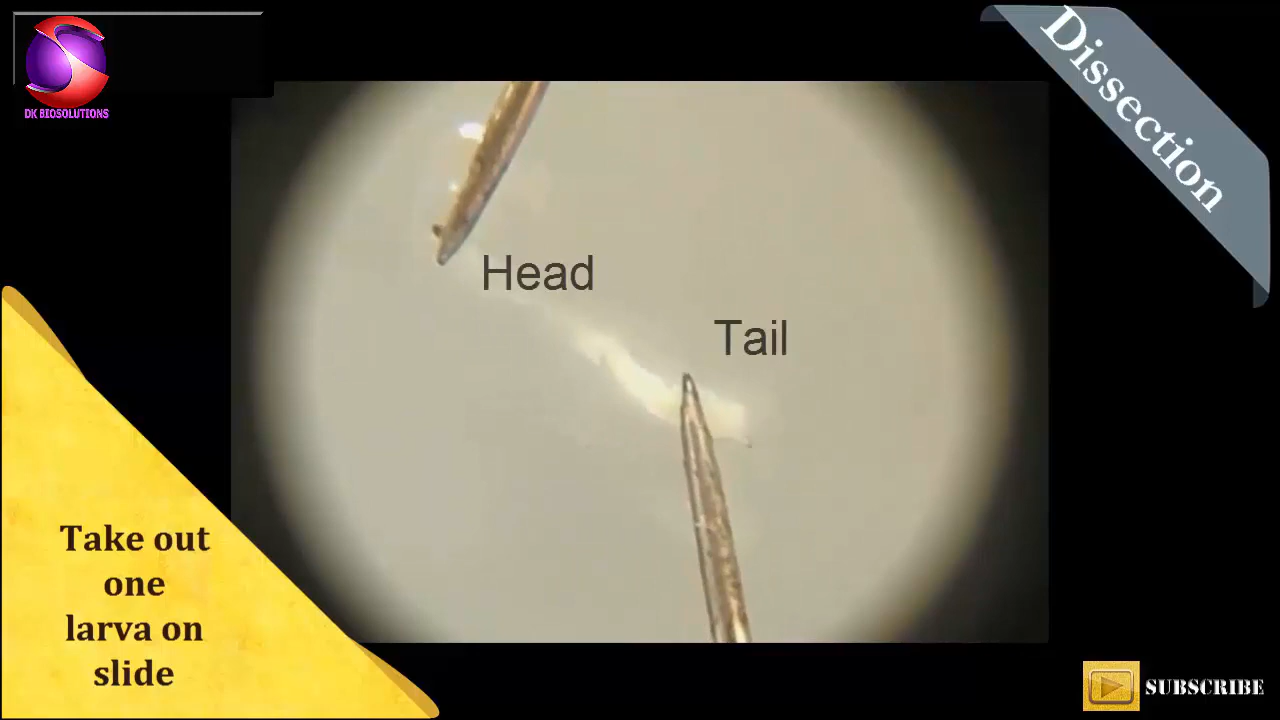 DK BIOSOLUTIONS
Dissection
Head
Tail
Take out
one
larva on
slide
SUBSCRIBE